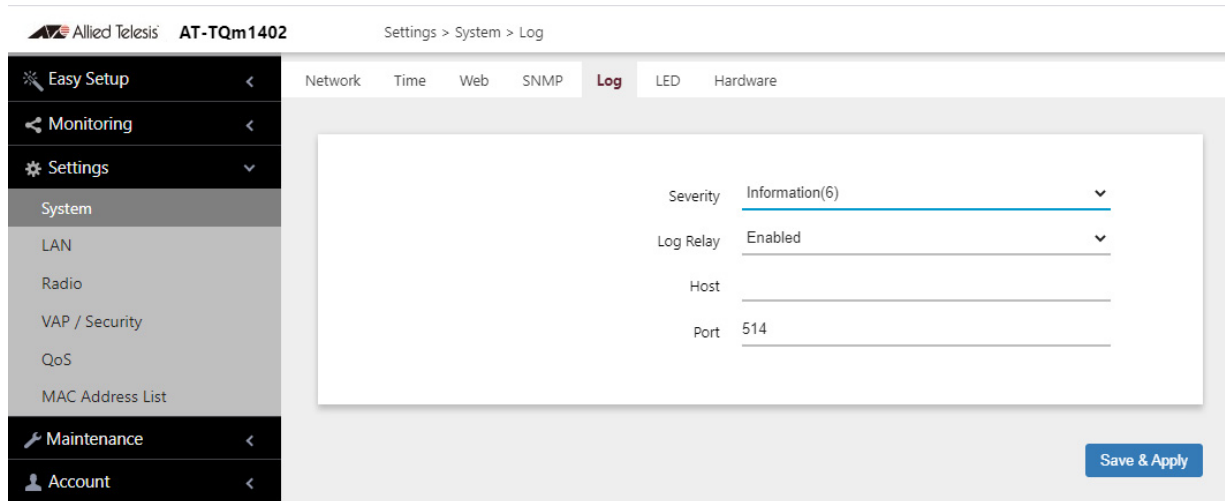 Allied Telesis AT-TQm1402 Settings > System > Log
Easy Setup
Monitoring
Settings
System
LAN
Radio
VAP / Security
QoS
MAC Address List
Maintenance
Account
Network Time Web SNMP Log LED Hardware
Severity Information(6)
Log Relay Enabled
Host
Port 514
Save & Apply